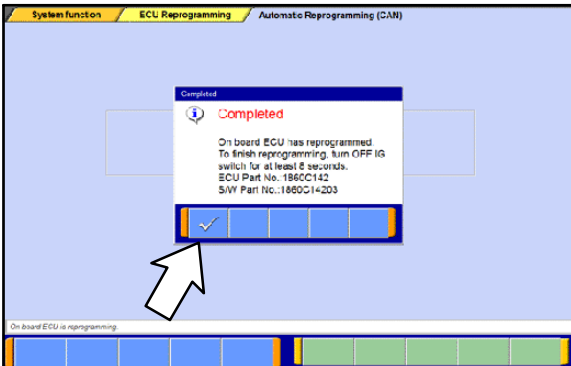 System function
ECU Reprogramming
Automatic Reprogramming (CAN)
Completed
Completed
On board ECU has reprogrammed.
To finish reprogramming, turn OFF IG
switch for at least 8 seconds.
ECU Part No.:1860C142
S/W Part No.:1860C14203
On board ECU is reprogramming.